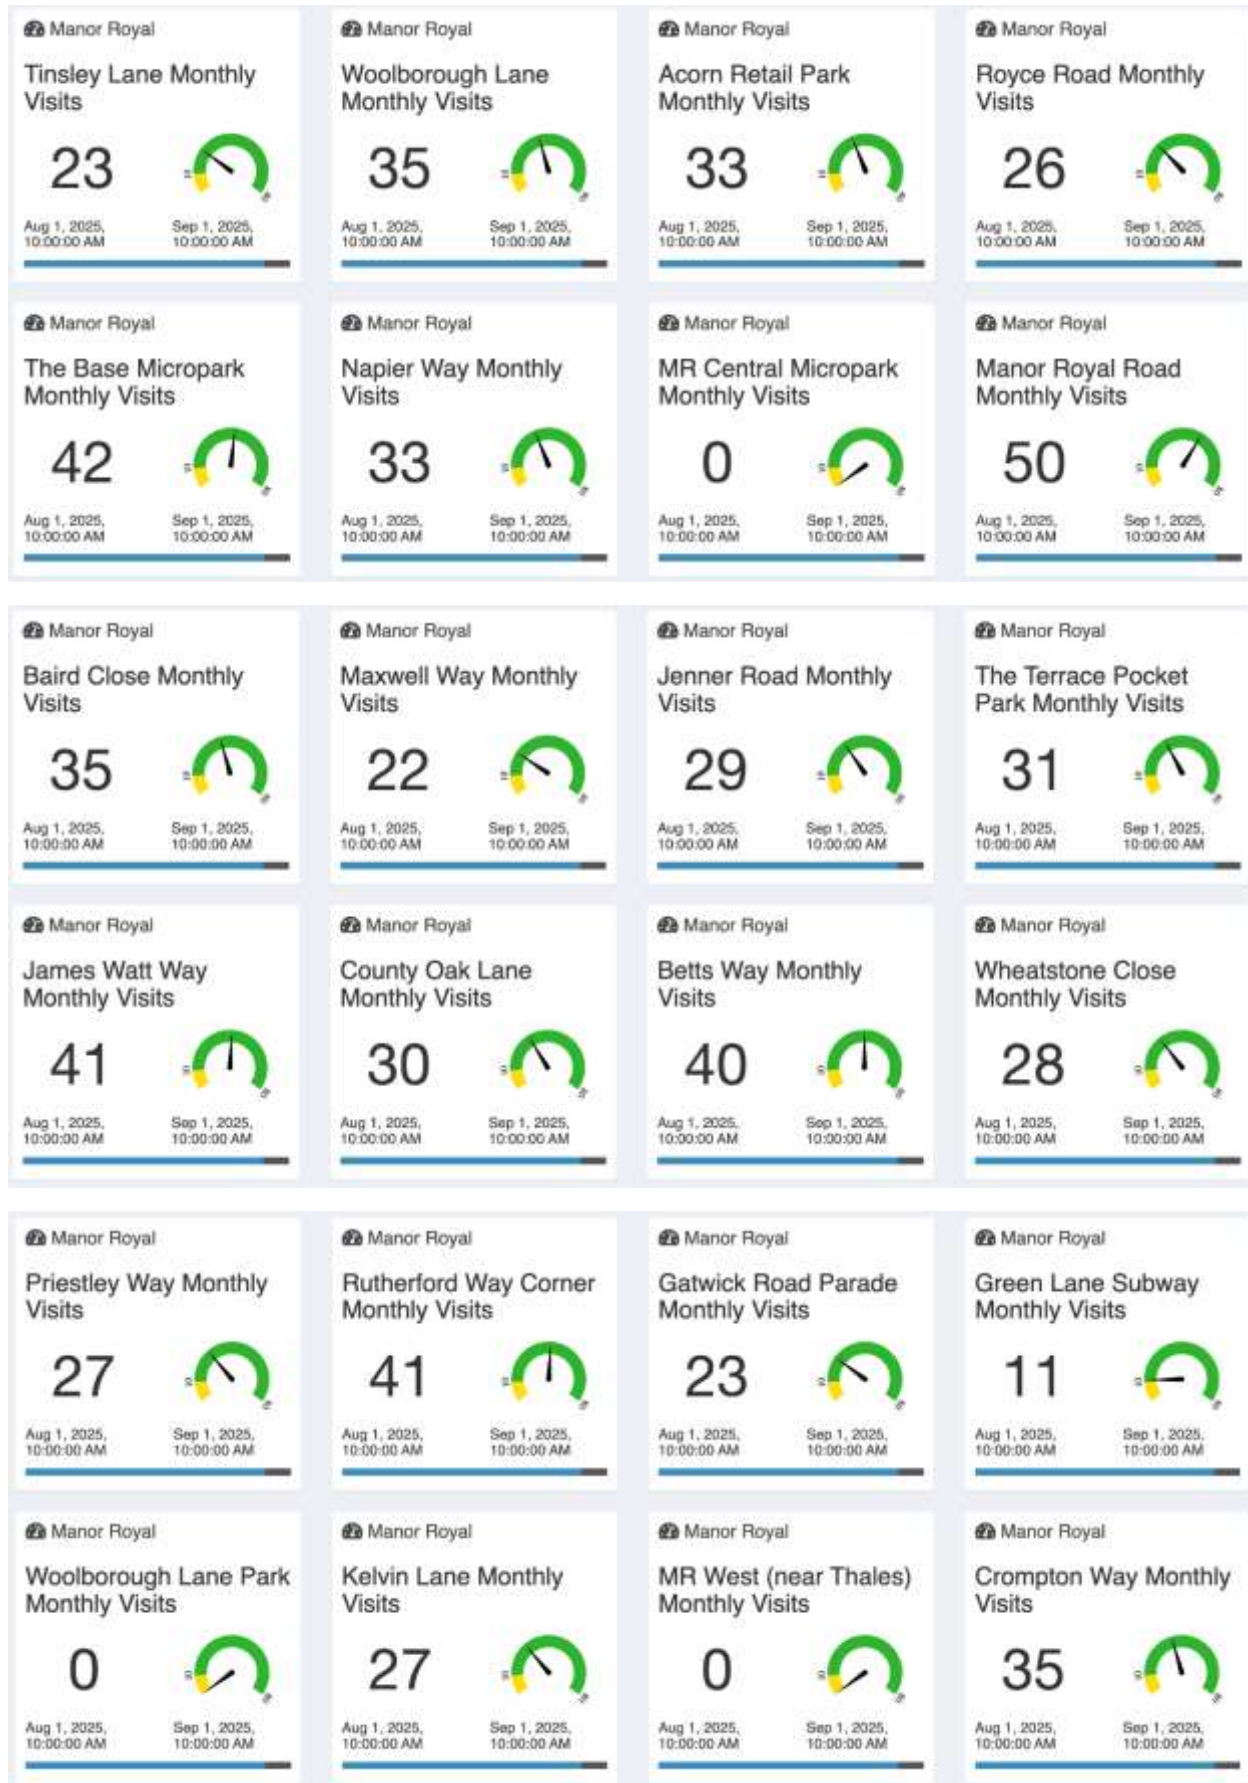 Manor Royal
Tinsley Lane Monthly
Visits
23
Aug 1, 2025,
10:00:00 AM
Sep 1, 2025,
10:00:00 AM
Manor Royal
Woolborough Lane
Monthly Visits
35
Aug 1, 2025,
10:00:00 AM
Sep 1, 2025,
10:00:00 AM
Manor Royal
Acorn Retail Park
Monthly Visits
33
Aug 1, 2025,
10:00:00 AM
Sep 1, 2025,
10:00:00 AM
Manor Royal
Royce Road Monthly
Visits
26
Aug 1, 2025,
10:00:00 AM
Sep 1, 2025,
10:00:00 AM
Manor Royal
The Base Micropark
Monthly Visits
42
Aug 1, 2025,
10:00:00 AM
Sep 1, 2025,
10:00:00 AM
Manor Royal
Napier Way Monthly
Visits
33
Aug 1, 2025,
10:00:00 AM
Sep 1, 2025,
10:00:00 AM
Manor Royal
MR Central Micropark
Monthly Visits
0
Aug 1, 2025,
10:00:00 AM
Sep 1, 2025,
10:00:00 AM
Manor Royal
Manor Royal Road
Monthly Visits
50
Aug 1, 2025,
10:00:00 AM
Sep 1, 2025,
10:00:00 AM
Manor Royal
Baird Close Monthly
Visits
35
Aug 1, 2025,
10:00:00 AM
Sep 1, 2025,
10:00:00 AM
Manor Royal
Maxwell Way Monthly
Visits
22
Aug 1, 2025,
10:00:00 AM
Sep 1, 2025,
10:00:00 AM
Manor Royal
Jenner Road Monthly
Visits
29
Aug 1, 2025,
10:00:00 AM
Sep 1, 2025,
10:00:00 AM
Manor Royal
The Terrace Pocket
Park Monthly Visits
31
Aug 1, 2025,
10:00:00 AM
Sep 1, 2025,
10:00:00 AM
Manor Royal
James Watt Way
Monthly Visits
41
Aug 1, 2025,
10:00:00 AM
Sep 1, 2025,
10:00:00 AM
Manor Royal
County Oak Lane
Monthly Visits
30
Aug 1, 2025,
10:00:00 AM
Sep 1, 2025,
10:00:00 AM
Manor Royal
Betts Way Monthly
Visits
40
Aug 1, 2025,
10:00:00 AM
Sep 1, 2025,
10:00:00 AM
Manor Royal
Wheatstone Close
Monthly Visits
28
Aug 1, 2025,
10:00:00 AM
Sep 1, 2025,
10:00:00 AM
Manor Royal
Priestley Way Monthly
Visits
27
Aug 1, 2025,
10:00:00 AM
Sep 1, 2025,
10:00:00 AM
Manor Royal
Rutherford Way Corner
Monthly Visits
41
Aug 1, 2025,
10:00:00 AM
Sep 1, 2025,
10:00:00 AM
Manor Royal
Gatwick Road Parade
Monthly Visits
23
Aug 1, 2025,
10:00:00 AM
Sep 1, 2025,
10:00:00 AM
Manor Royal
Green Lane Subway
Monthly Visits
11
Aug 1, 2025,
10:00:00 AM
Sep 1, 2025,
10:00:00 AM
Manor Royal
Woolborough Lane Park
Monthly Visits
0
Aug 1, 2025,
10:00:00 AM
Sep 1, 2025,
10:00:00 AM
Manor Royal
Kelvin Lane Monthly
Visits
27
Aug 1, 2025,
10:00:00 AM
Sep 1, 2025,
10:00:00 AM
Manor Royal
MR West (near Thales)
Monthly Visits
0
Aug 1, 2025,
10:00:00 AM
Sep 1, 2025,
10:00:00 AM
Manor Royal
Crompton Way Monthly
Visits
35
Aug 1, 2025,
10:00:00 AM
Sep 1, 2025,
10:00:00 AM